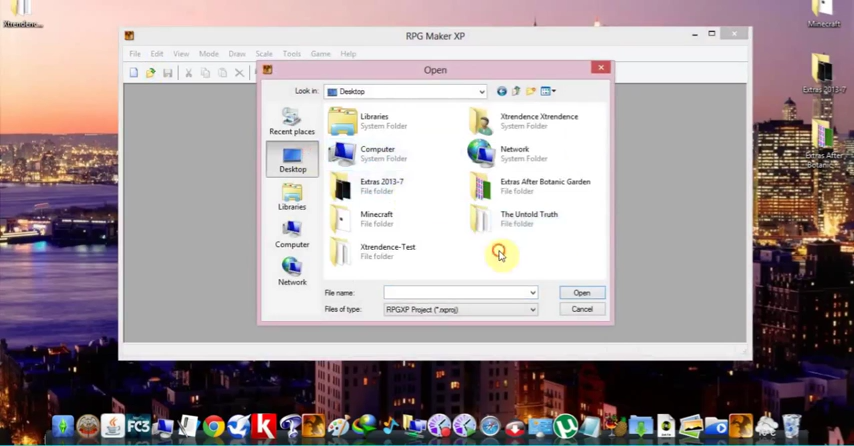 Xtrendenc...
Minecraft
RPG Maker XP
File Edit View Mode Draw Scale Tools Game Help
Open
Look in: Desktop
Recent places
Desktop
Libraries
Computer
Network
Libraries
System Folder
Xtrendence Xtrendence
System Folder
Computer
System Folder
Network
System Folder
Extras 2013-7
File folder
Extras After Botanic Garden
File folder
Minecraft
File folder
The Untold Truth
File folder
Xtrendence-Test
File folder
File name:
Open
Files of type: RPGXP Project (*.rxproj)
Cancel
Extras 2013-7
Extras After
Botanic Garden
FC3
K